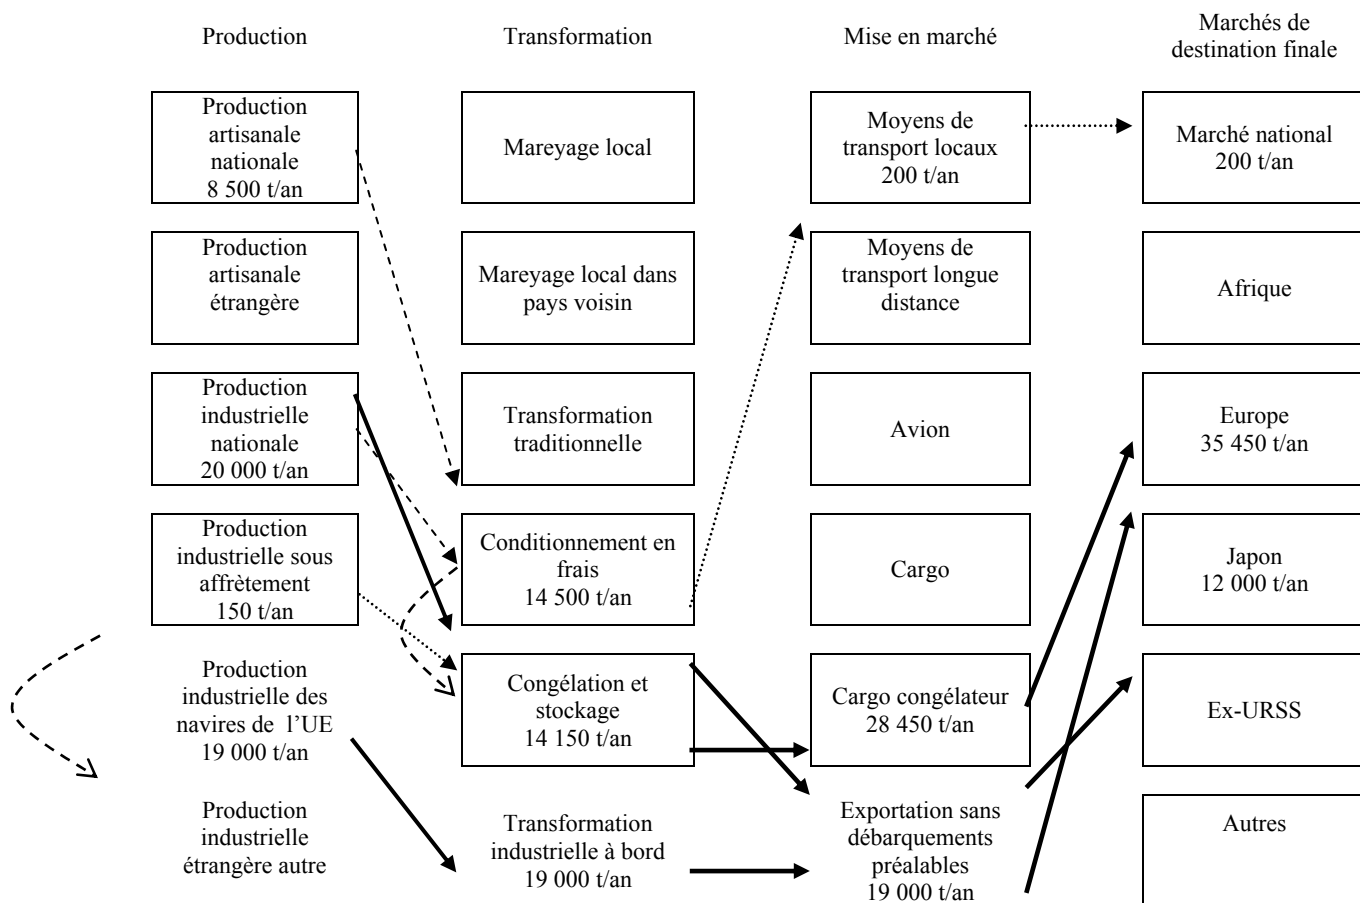 Production
Transformation
Mise en marché
Marchés de
destination finale
Production
artisanale
nationale
8 500 t/an
Mareyage local
Moyens de
transport locaux
200 t/an
Marché national
200 t/an
Production
artisanale
étrangère
Mareyage local dans
pays voisin
Moyens de
transport longue
distance
Afrique
Production
industrielle
nationale
20 000 t/an
Transformation
traditionnelle
Avion
Europe
35 450 t/an
Production
industrielle sous
affrètement
150 t/an
Conditionnement en
frais
14 500 t/an
Cargo
Japon
12 000 t/an
Production
industrielle des
navires de  l’UE
19 000 t/an
Congélation et
stockage
14 150 t/an
Cargo congélateur
28 450 t/an
Ex-URSS
Production
industrielle
étrangère autre
Transformation
industrielle à bord
19 000 t/an
Exportation sans
débarquements
préalables
19 000 t/an
Autres